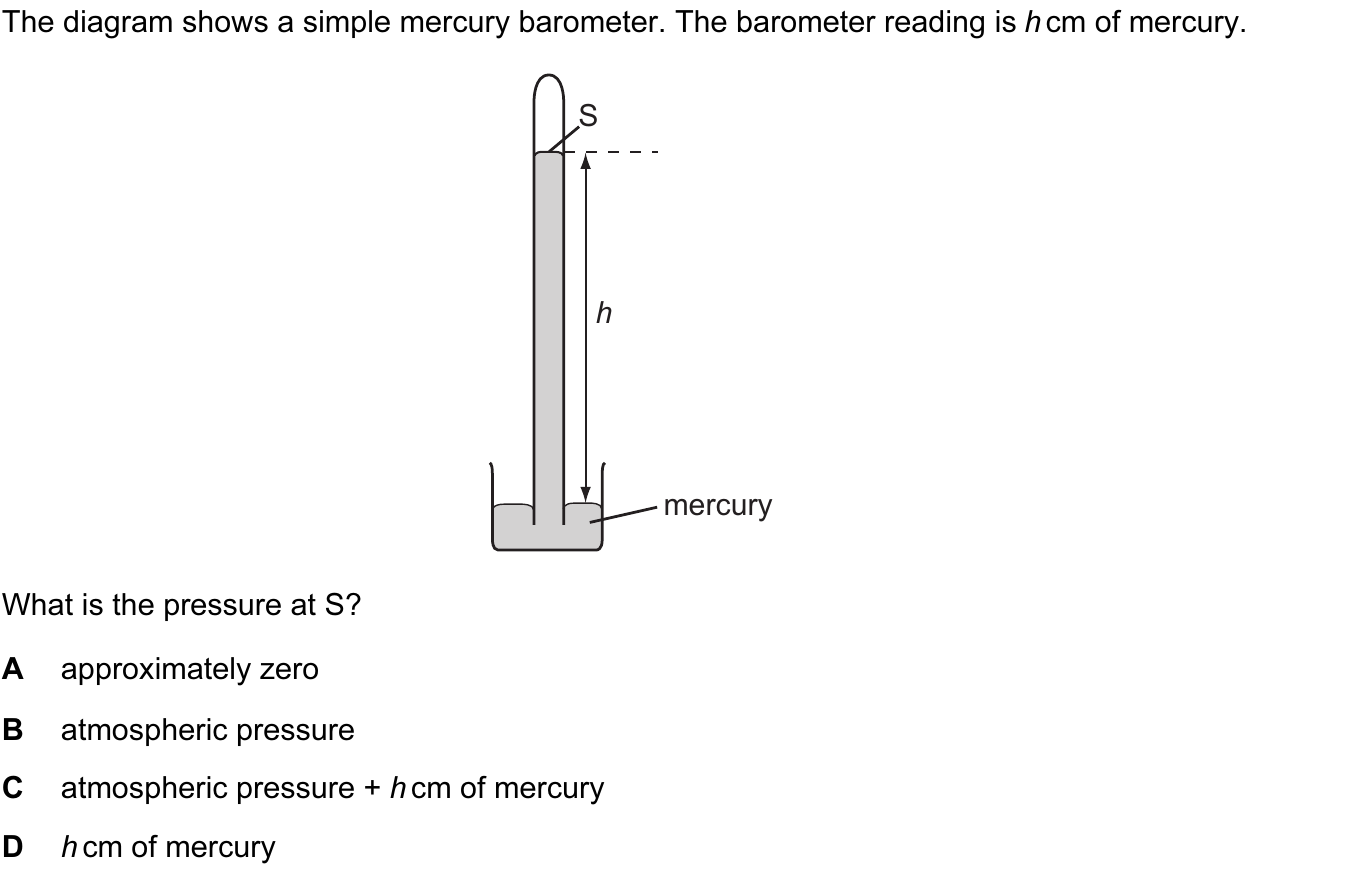 The diagram shows a simple mercury barometer. The barometer reading is h cm of mercury.
S
h
mercury
What is the pressure at S?
A approximately zero
B atmospheric pressure
C atmospheric pressure + h cm of mercury
D h cm of mercury